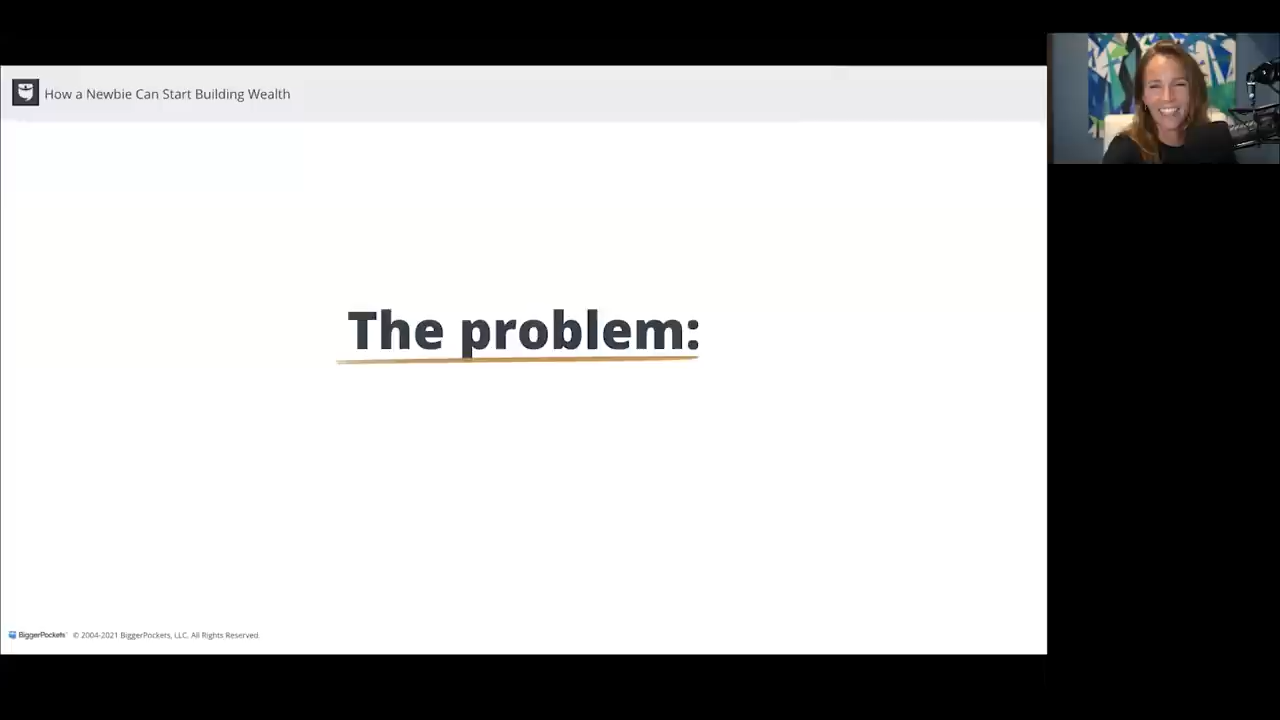 How a Newbie Can Start Building Wealth
The problem:
BiggerPockets © 2004-2021 BiggerPockets, LLC. All Rights Reserved.